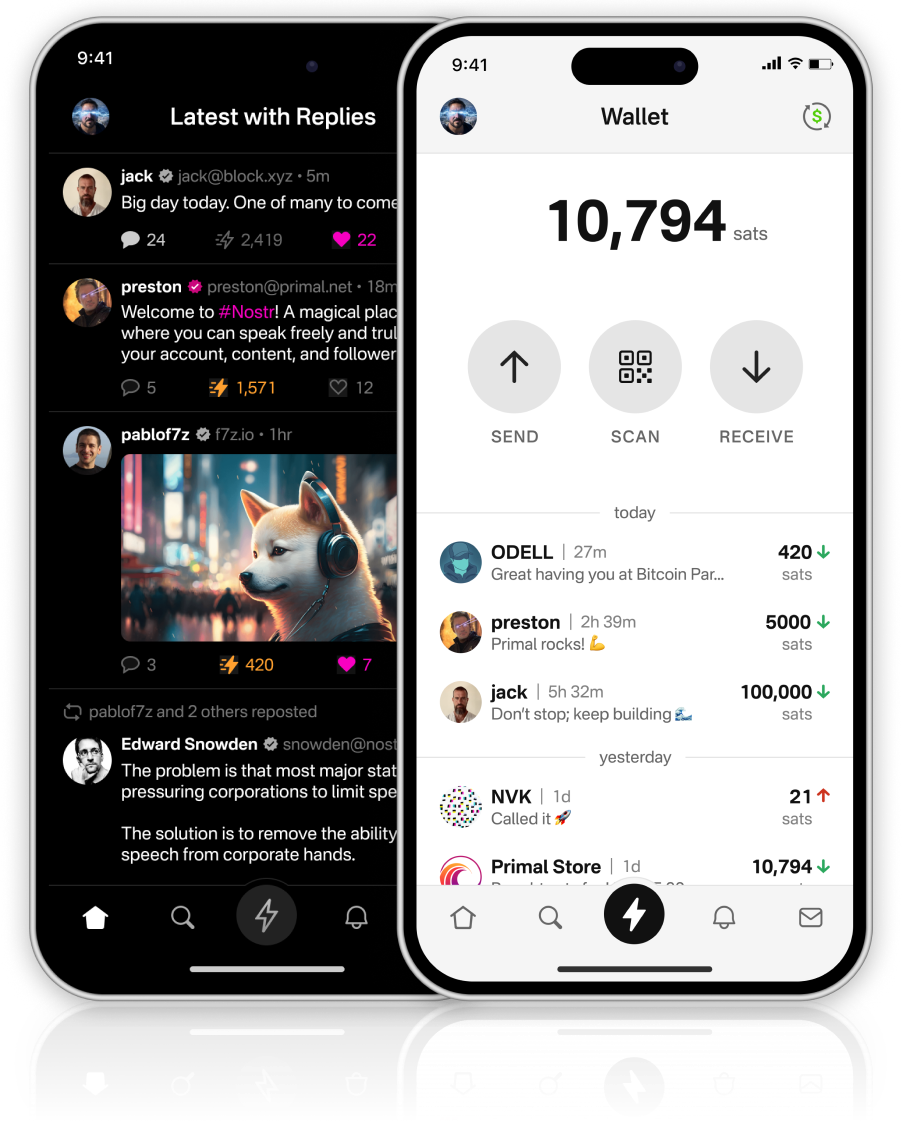 9:41
Latest with Replies
jack jack@block.xyz • 5m
Big day today. One of many to come
24 2,419 22
preston preston@primal.net • 18m
Welcome to #Nostr! A magical plac
where you can speak freely and trul
your account, content, and follower
5 1,571 12
pablof7z f7z.io • 1hr
3 420 7
pablof7z and 2 others reposted
Edward Snowden snowden@nost
The problem is that most major stat
pressuring corporations to limit spe
The solution is to remove the ability
speech from corporate hands.
9:41
Wallet
$
10,794 sats
SEND SCAN RECEIVE
today
ODELL | 27m 420
Great having you at Bitcoin Par... sats
preston | 2h 39m 5000
Primal rocks! 💪 sats
jack | 5h 32m 100,000
Don’t stop; keep building 🌊 sats
yesterday
NVK | 1d 21
Called it 🚀 sats
Primal Store | 1d 10,794